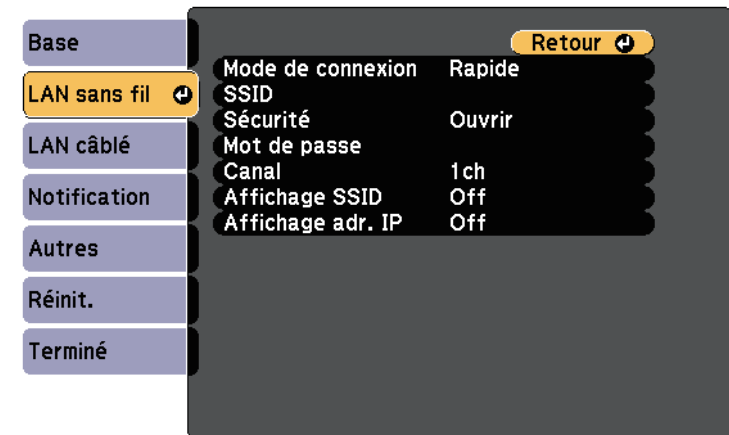 Base
LAN sans fil
LAN câblé
Notification
Autres
Réinit.
Terminé
Retour
Mode de connexion Rapide
SSID
Sécurité Ouvrir
Mot de passe
Canal 1ch
Affichage SSID Off
Affichage adr. IP Off